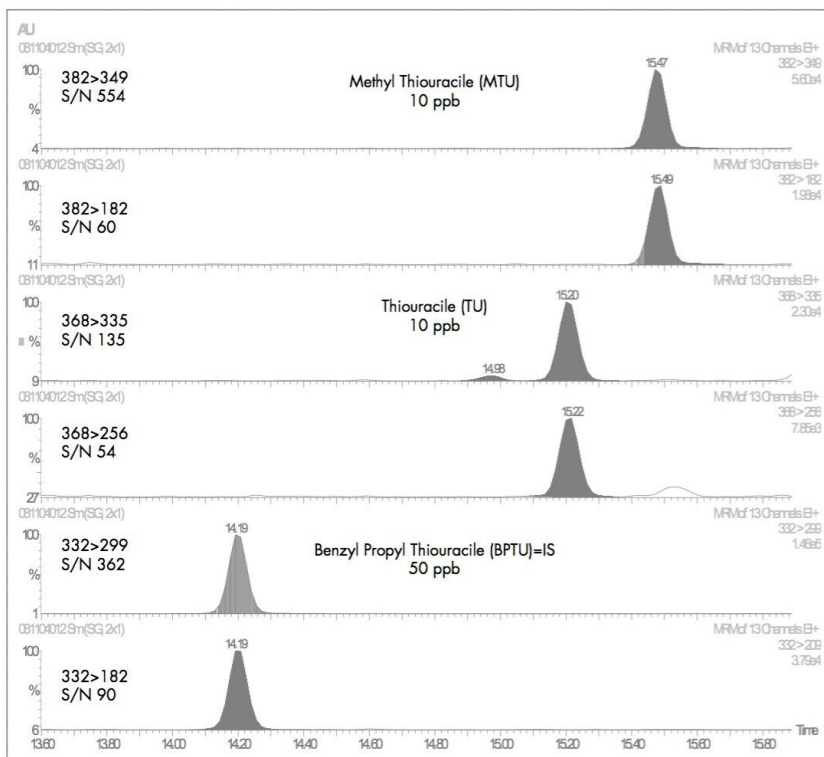 AU
081104012 Sm (SG, 2x1)
MRM of 13 Channels EI+
382>349
5.60e4
100
%
4
382>349
S/N 554
Methyl Thiouracile (MTU)
10 ppb
15.47
081104012 Sm (SG, 2x1)
MRM of 13 Channels EI+
382>182
1.98e4
100
%
11
382>182
S/N 60
15.49
081104012 Sm (SG, 2x1)
MRM of 13 Channels EI+
368>335
2.30e4
100
%
9
368>335
S/N 135
Thiouracile (TU)
10 ppb
14.98
15.20
081104012 Sm (SG, 2x1)
MRM of 13 Channels EI+
368>256
7.85e3
100
%
27
368>256
S/N 54
15.22
081104012 Sm (SG, 2x1)
MRM of 13 Channels EI+
332>299
1.46e5
100
%
1
332>299
S/N 362
14.19
Benzyl Propyl Thiouracile (BPTU)=IS
50 ppb
081104012 Sm (SG, 2x1)
MRM of 13 Channels EI+
332>209
3.79e4
100
%
6
332>182
S/N 90
14.19
Time
13.60 13.80 14.00 14.20 14.40 14.60 14.80 15.00 15.20 15.40 15.60 15.80